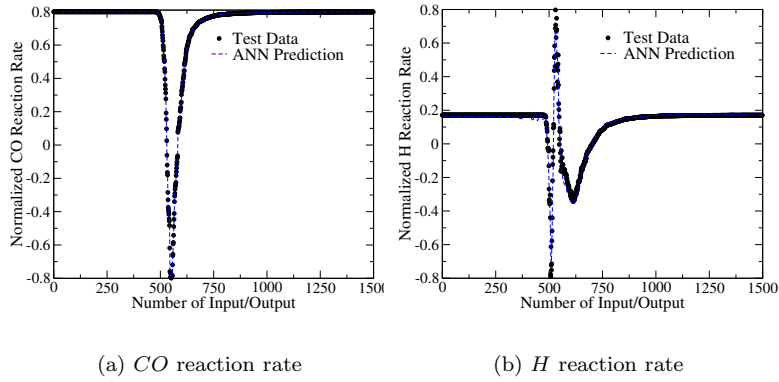 0.8
0.6
0.4
0.2
0
-0.2
-0.4
-0.6
-0.8
Normalized CO Reaction Rate
Test Data
ANN Prediction
0 250 500 750 1000 1250 1500
Number of Input/Output
0.8
0.6
0.4
0.2
0
-0.2
-0.4
-0.6
-0.8
Normalized H Reaction Rate
Test Data
ANN Prediction
0 250 500 750 1000 1250 1500
Number of Input/Output
(a) CO reaction rate
(b) H reaction rate